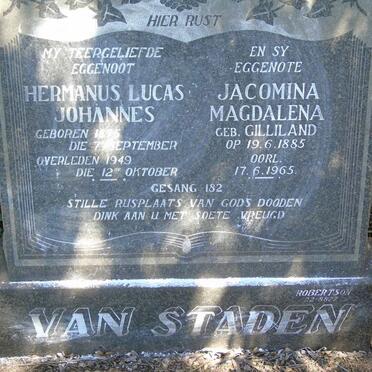 HIER RUST
MY TEERGELIEFDE
EGGENOOT
HERMANUS LUCAS
JOHANNES
GEBOREN
DIE 7 SEPTEMBER
OVERLEDEN 1949
DIE 12 OKTOBER
EN SY
EGGENOTE
JACOMINA
MAGDALENA
GEB. GILLILAND
OP 19.6.1885
OORL.
17.6.1965.
GESANG 182
STILLE RUSPLAATS VAN GODS DOODEN
DINK AAN U MET SOETE VREUGD
ROBERTSON
VAN STADEN